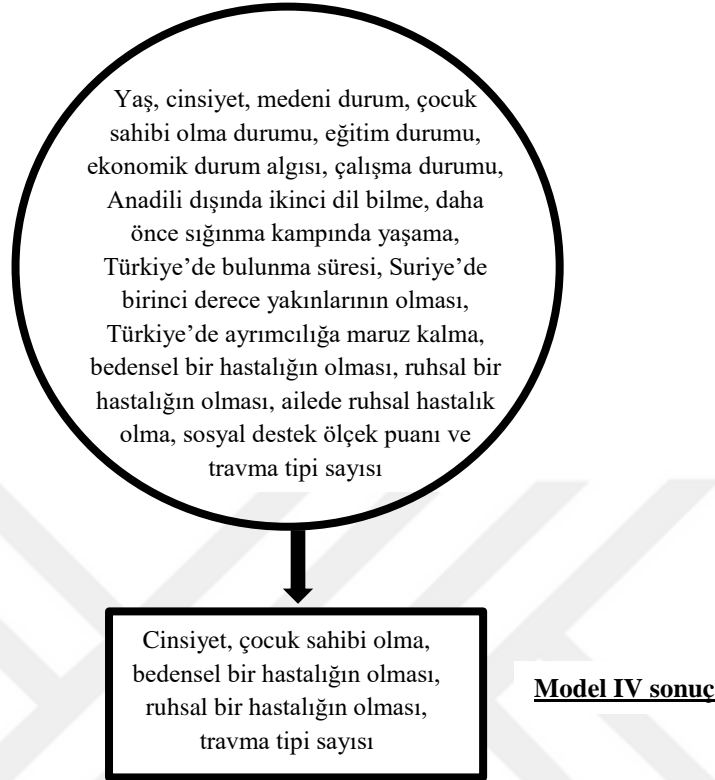 Yaş, cinsiyet, medeni durum, çocuk
sahibi olma durumu, eğitim durumu,
ekonomik durum algısı, çalışma durumu,
Anadili dışında ikinci dil bilme, daha
önce sığınma kampında yaşama,
Türkiye’de bulunma süresi, Suriye’de
birinci derece yakınlarının olması,
Türkiye’de ayrımcılığa maruz kalma,
bedensel bir hastalığın olması, ruhsal bir
hastalığın olması, ailede ruhsal hastalık
olma, sosyal destek ölçek puanı ve
travma tipi sayısı
Cinsiyet, çocuk sahibi olma,
bedensel bir hastalığın olması,
ruhsal bir hastalığın olması,
travma tipi sayısı
Model IV sonuç